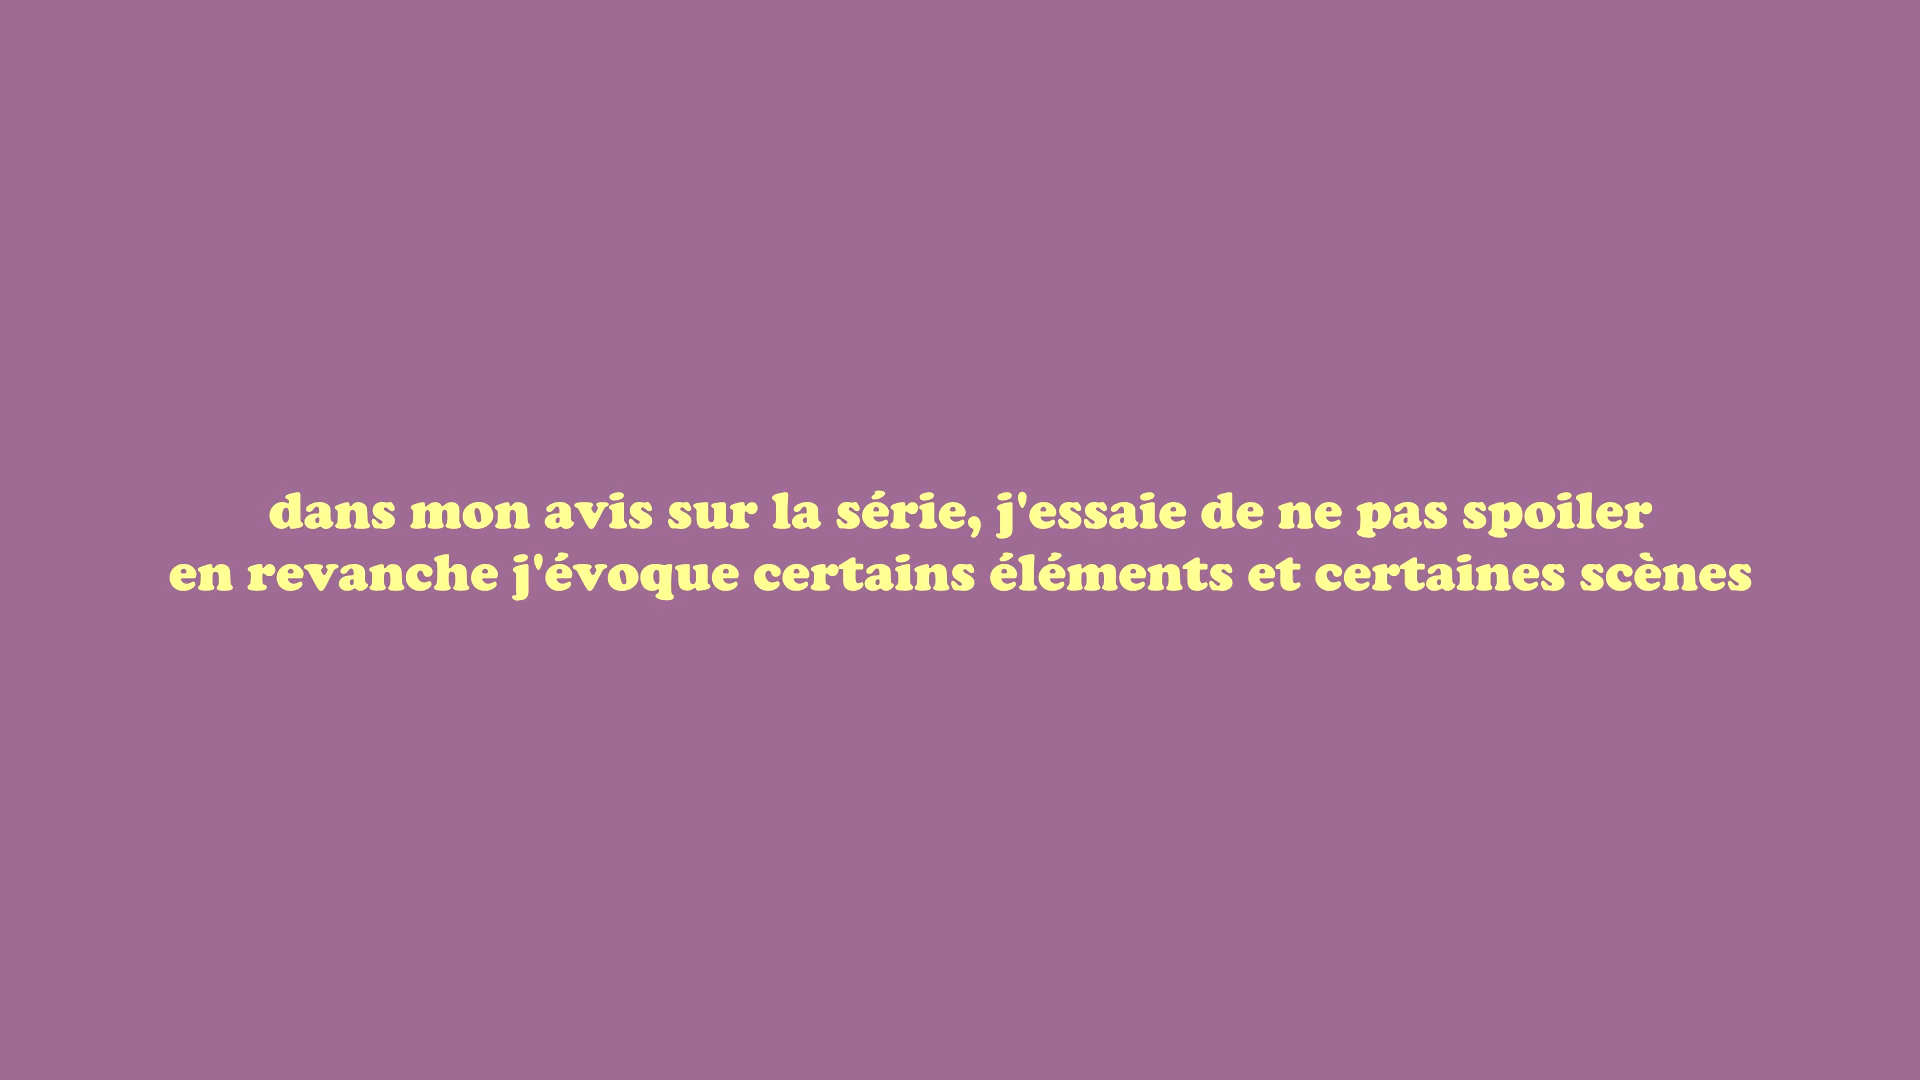 dans mon avis sur la série, j'essaie de ne pas spoiler
en revanche j'évoque certains éléments et certaines scènes